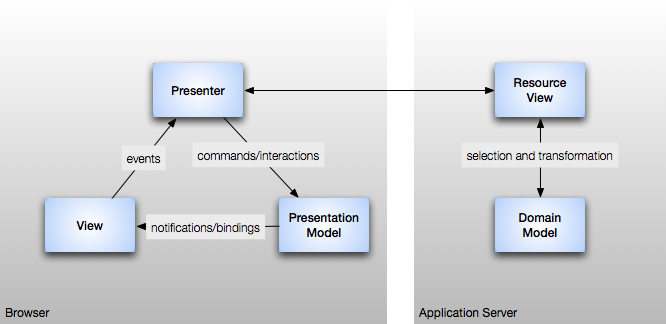 Presenter
Resource
View
events
commands/interactions
selection and transformation
View
notifications/bindings
Presentation
Model
Domain
Model
Browser
Application Server